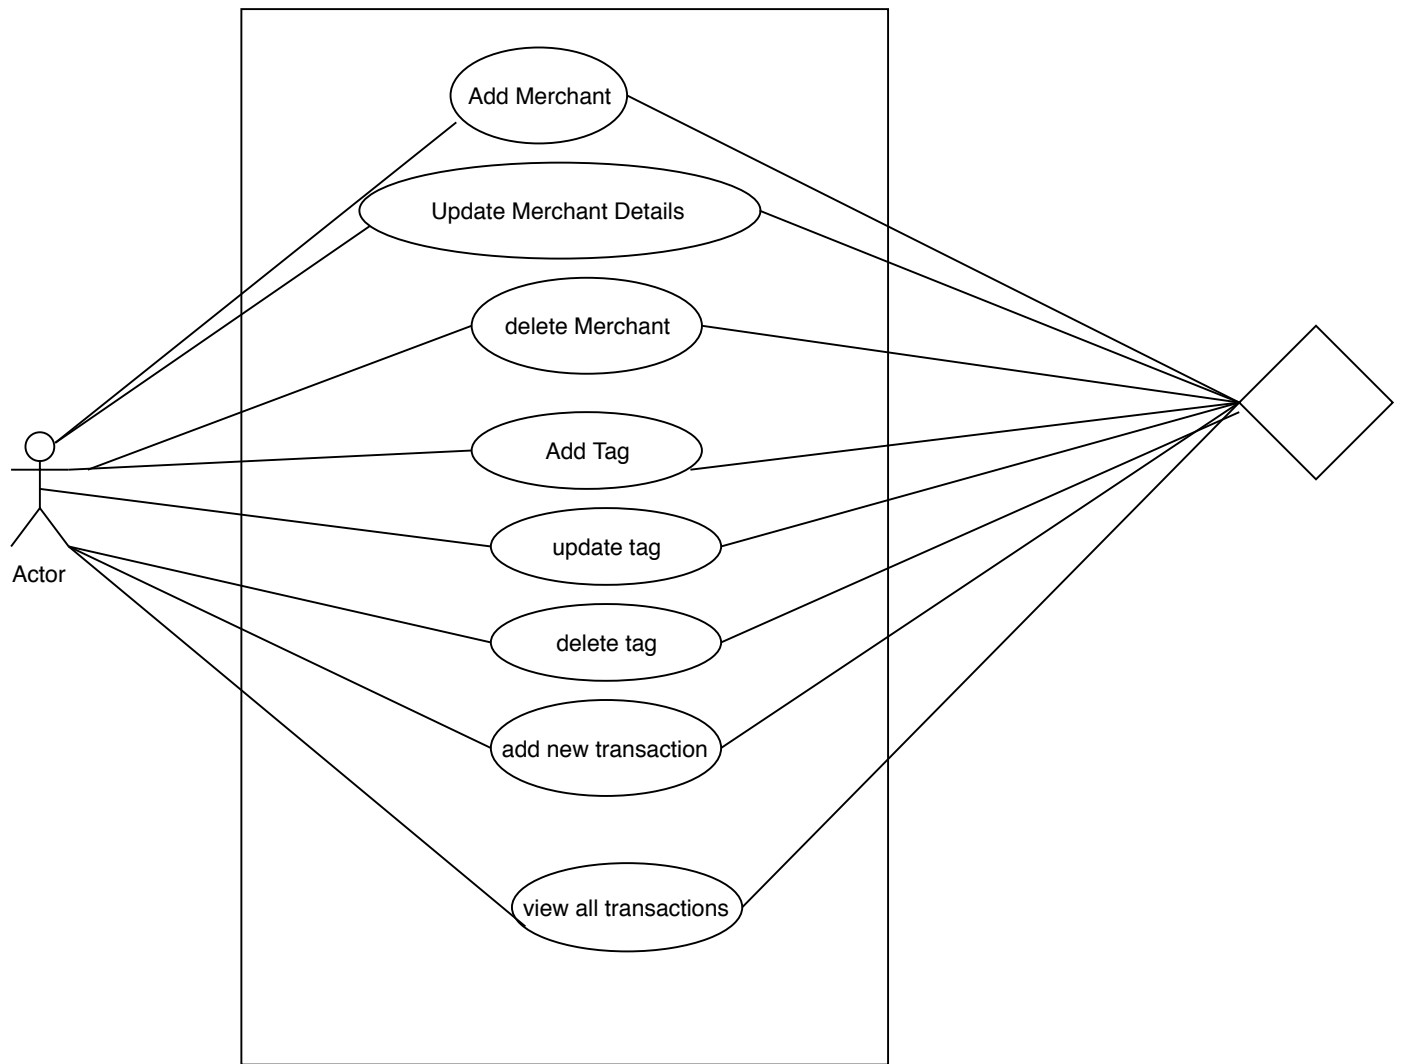 Add Merchant
Update Merchant Details
delete Merchant
Add Tag
update tag
Actor
delete tag
add new transaction
view all transactions